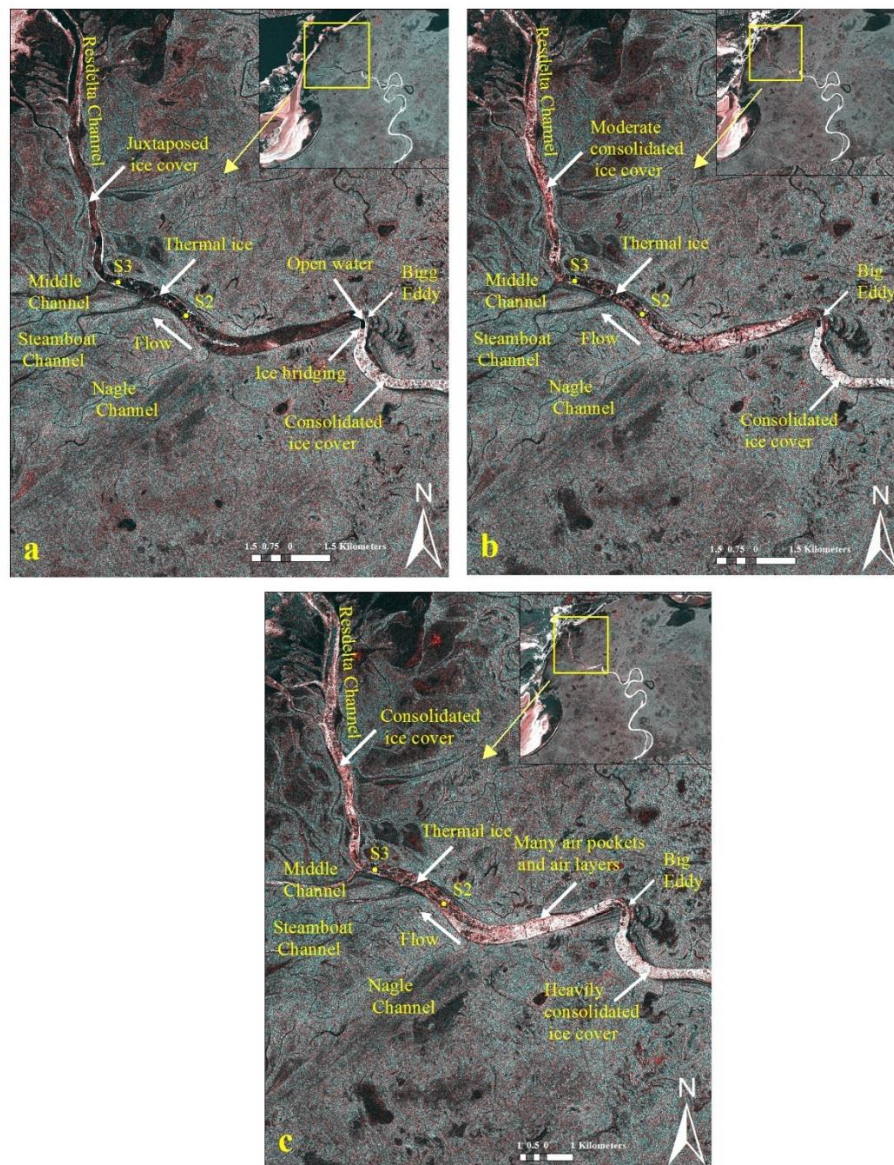 Resdelta Channel
Juxtaposed
ice cover
Thermal ice
S3
Open water
Bigg
Eddy
Middle
Channel
S2
Steamboat
Channel
Flow
Ice bridging
Nagle
Channel
Consolidated
ice cover
N
1.5 0.75 0 1.5 Kilometers
a
Resdelta Channel
Moderate
consolidated
ice cover
Thermal ice
S3
Big
Eddy
Middle
Channel
S2
Steamboat
Channel
Flow
Nagle
Channel
Consolidated
ice cover
N
1.5 0.75 0 1.5 Kilometers
b
Resdelta Channel
Consolidated
ice cover
Thermal ice
Many air pockets
and air layers
S3
Big
Eddy
Middle
Channel
S2
Steamboat
Channel
Flow
Nagle
Channel
Heavily
consolidated
ice cover
N
1 0.5 0 1 Kilometers
c